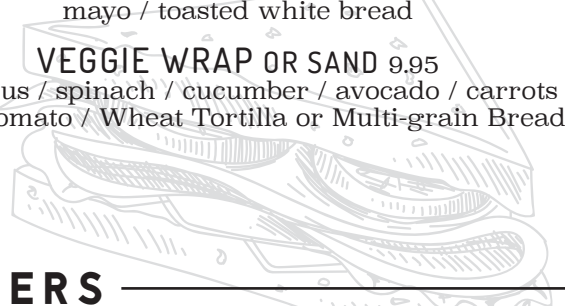 mayo / toasted white bread
VEGGIE WRAP OR SAND 9.95
us / spinach / cucumber / avocado / carrots
omato / Wheat Tortilla or Multi-grain Bread
ERS